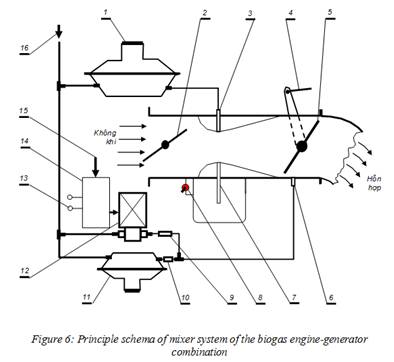 1
2
3
4
5
16
Không
khí
15
14
13
Hỗn
hợp
12
11
10
9
8
7
6
Figure 6: Principle schema of mixer system of the biogas engine-generator
combination